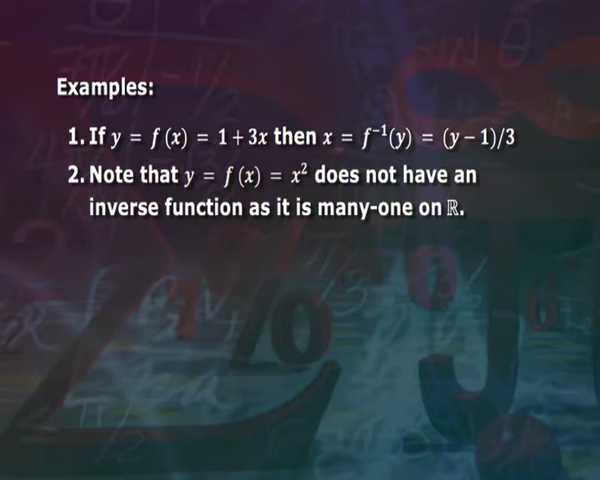 Examples:
1. If y = f (x) = 1 + 3x then x = f⁻¹(y) = (y – 1)/3
2. Note that y = f (x) = x² does not have an
inverse function as it is many-one on ℝ.